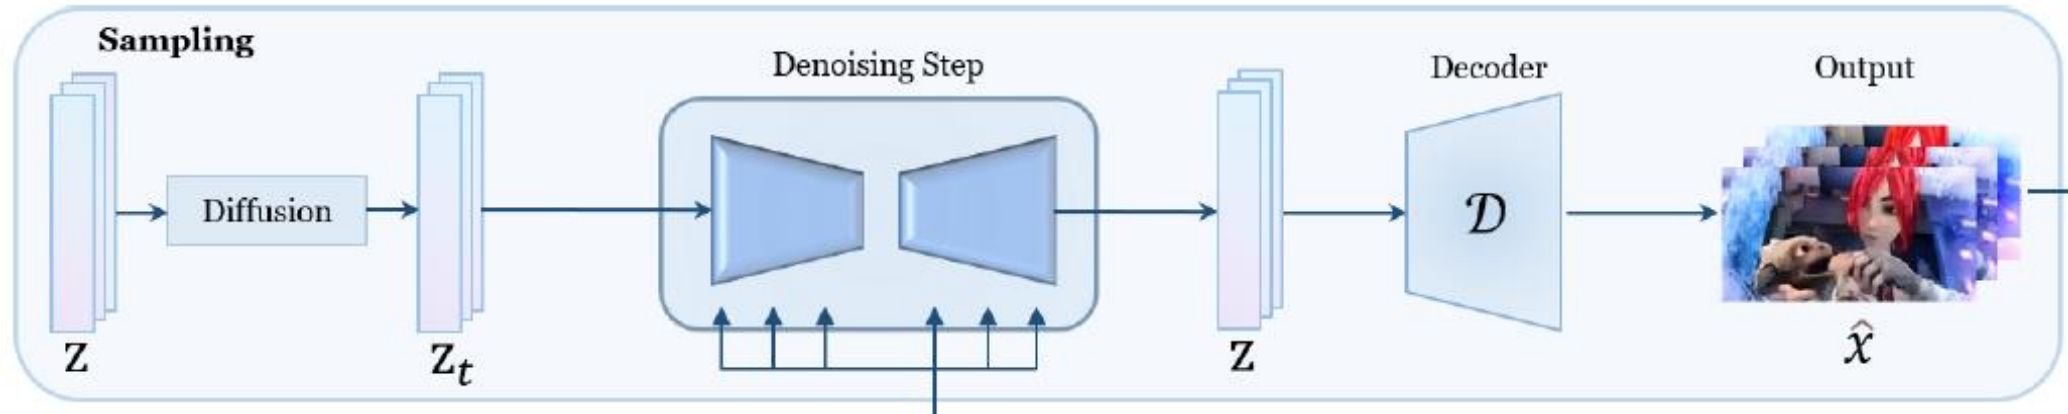 Sampling
Denoising Step
Decoder
Output
Diffusion
𝒟
Z
Z_t
Z
x̂